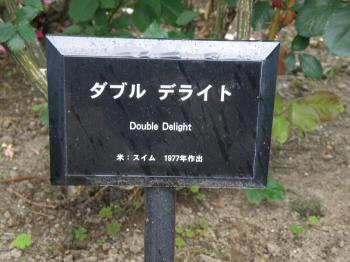 ダブル デライト
Double Delight
米：スイム　1977年作出